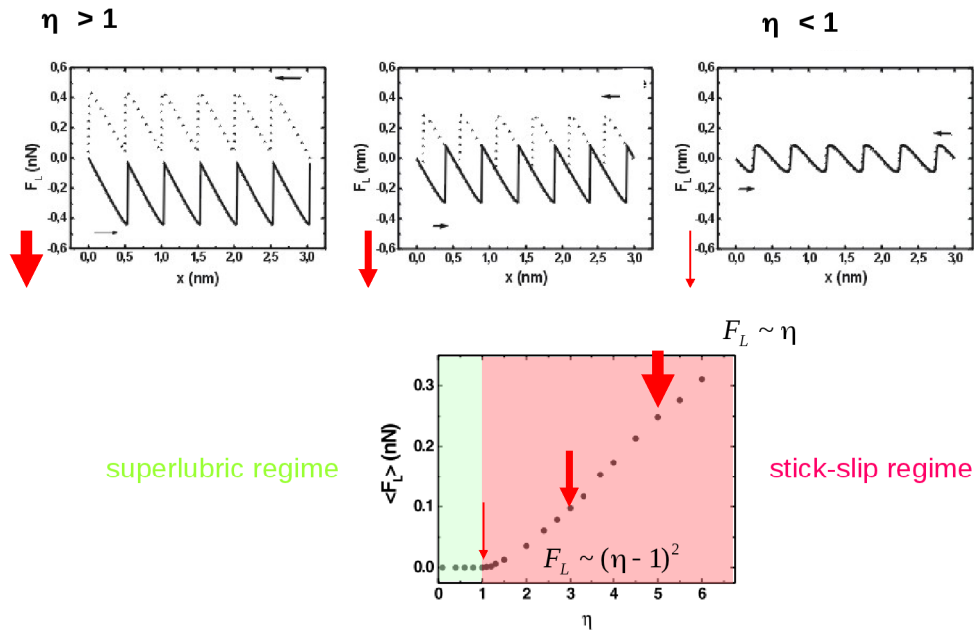 η > 1
η < 1
0,6
0,4
0,2
0,0
-0,2
-0,4
-0,6
F_L (nN)
0,0 0,5 1,0 1,5 2,0 2,5 3,0
x (nm)
0,6
0,4
0,2
0,0
-0,2
-0,4
-0,6
F_L (nm)
0,0 0,5 1,0 1,5 2,0 2,5 3,0
x (nm)
0,6
0,4
0,2
0,0
-0,2
-0,4
-0,6
F_L (nm)
0,0 0,5 1,0 1,5 2,0 2,5 3,0
x (nm)
F_L ~ η
superlubric regime
0.3
0.2
0.1
0.0
<F_L> (nN)
F_L ~ (η - 1)²
0 1 2 3 4 5 6
η
stick-slip regime